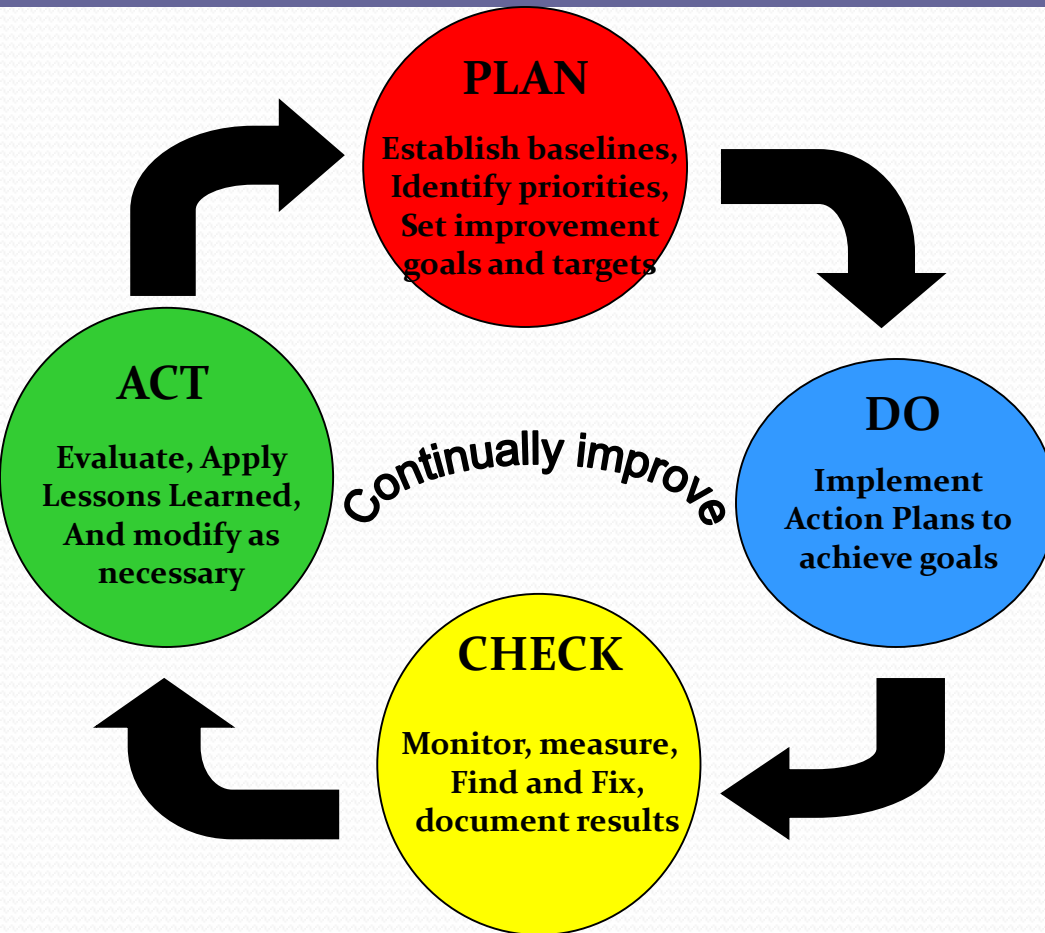 PLAN
Establish baselines,
Identify priorities,
Set improvement
goals and targets
ACT
Evaluate, Apply
Lessons Learned,
And modify as
necessary
Continually improve
DO
Implement
Action Plans to
achieve goals
CHECK
Monitor, measure,
Find and Fix,
document results